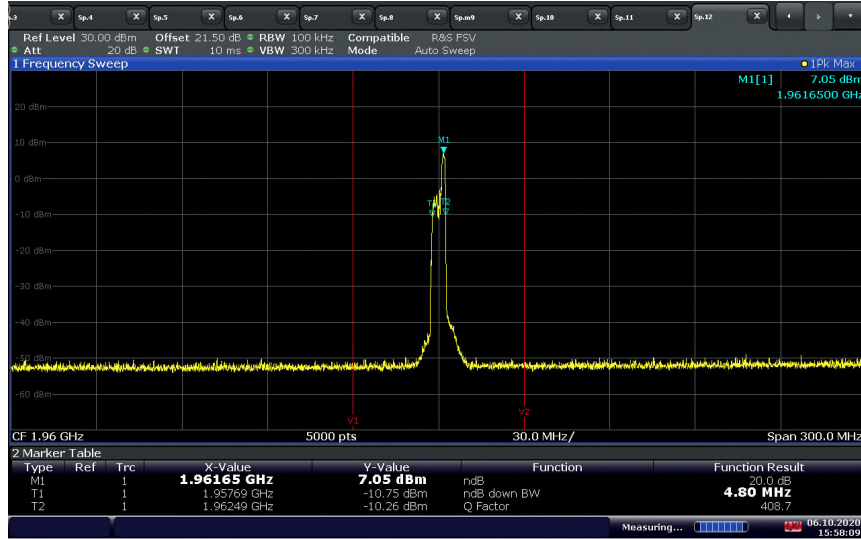 .3 X Sp.4 X Sp.5 X Sp.6 X Sp.7 X Sp.8 X Sp.m9 X Sp.10 X Sp.11 X Sp.12 X
Ref Level 30.00 dBm Offset 21.50 dB RBW 100 kHz Compatible R&S FSV
Att 20 dB SWT 10 ms VBW 300 kHz Mode Auto Sweep
1 Frequency Sweep 1Pk Max
M1[1] 7.05 dBm
1.9616500 GHz
20 dBm
10 dBm
M1
0 dBm
T1 T2
-10 dBm
-20 dBm
-30 dBm
-40 dBm
-50 dBm
-60 dBm
V1 V2
CF 1.96 GHz 5000 pts 30.0 MHz/ Span 300.0 MHz
2 Marker Table
Type Ref Trc X-Value Y-Value Function Function Result
M1 1 1.96165 GHz 7.05 dBm ndB 20.0 dB
T1 1 1.95769 GHz -10.75 dBm ndB down BW 4.80 MHz
T2 1 1.96249 GHz -10.26 dBm Q Factor 408.7
Measuring... 06.10.2020
15:58:09